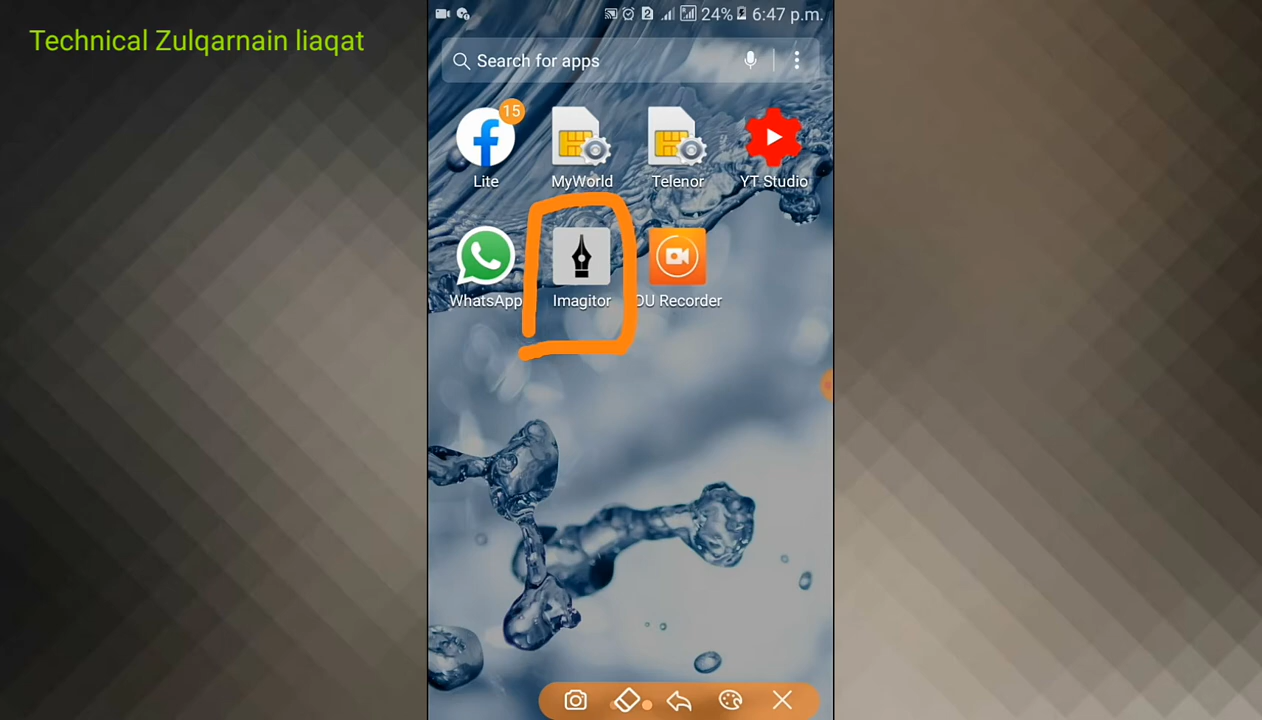 Technical Zulqarnain liaqat
24% 6:47 p.m.
Search for apps
15
Lite MyWorld Telenor YT Studio
WhatsApp Imagitor DU Recorder